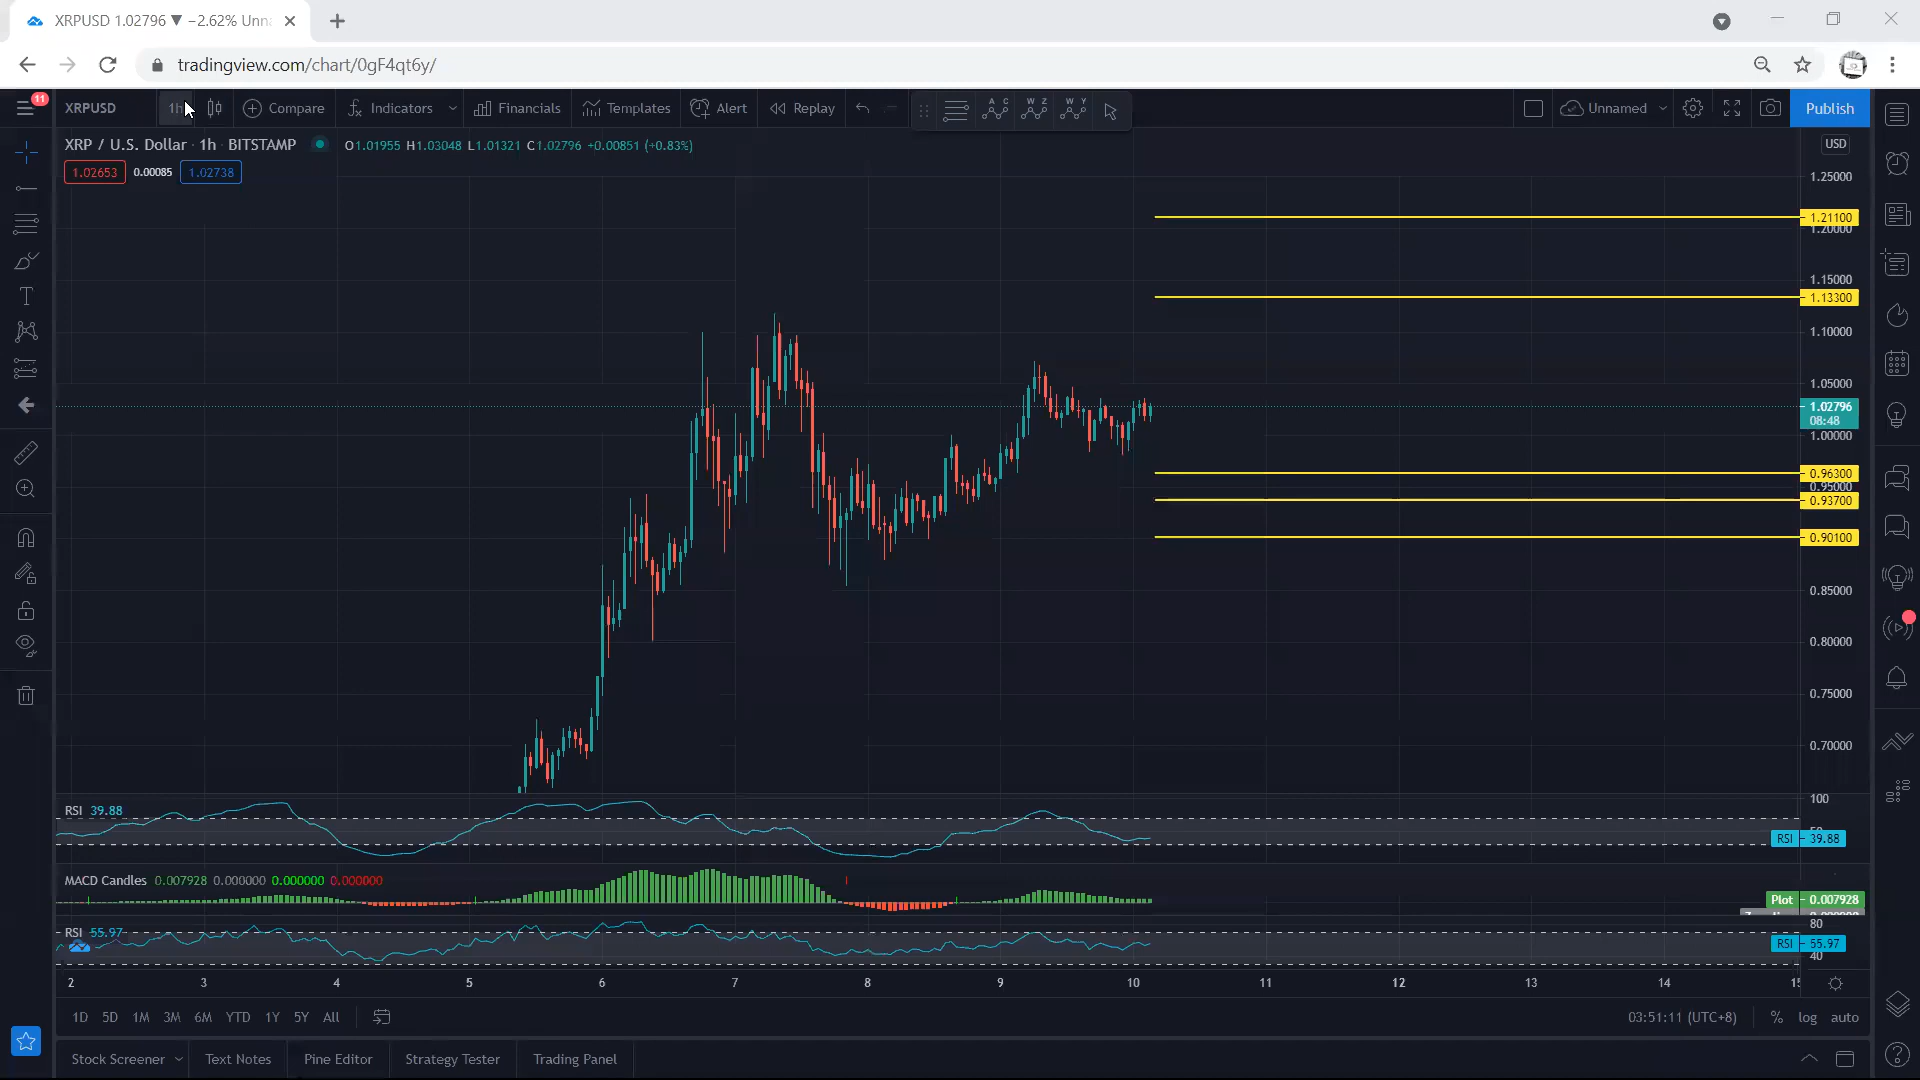 XRPUSD 1.02796 ▼ −2.62% Unna
tradingview.com/chart/0gF4qt6y/
11
XRPUSD 1h Compare Indicators Financials Templates Alert Replay A C W Z W Y Unnamed Publish
XRP / U.S. Dollar · 1h · BITSTAMP O1.01955 H1.03048 L1.01321 C1.02796 +0.00851 (+0.83%)
USD
1.02653 0.00085 1.02738
1.25000
1.21100
1.20000
1.15000
1.13300
1.10000
1.05000
1.02796
08:48
1.00000
0.96300
0.95000
0.93700
0.90100
0.85000
0.80000
0.75000
0.70000
RSI 39.88
100
RSI 39.88
MACD Candles 0.007928 0.000000 0.000000 0.000000
Plot 0.007928
RSI 55.97
80
RSI 55.97
40
2 3 4 5 6 7 8 9 10 11 12 13 14
1D 5D 1M 3M 6M YTD 1Y 5Y All 03:51:11 (UTC+8) % log auto
Stock Screener Text Notes Pine Editor Strategy Tester Trading Panel